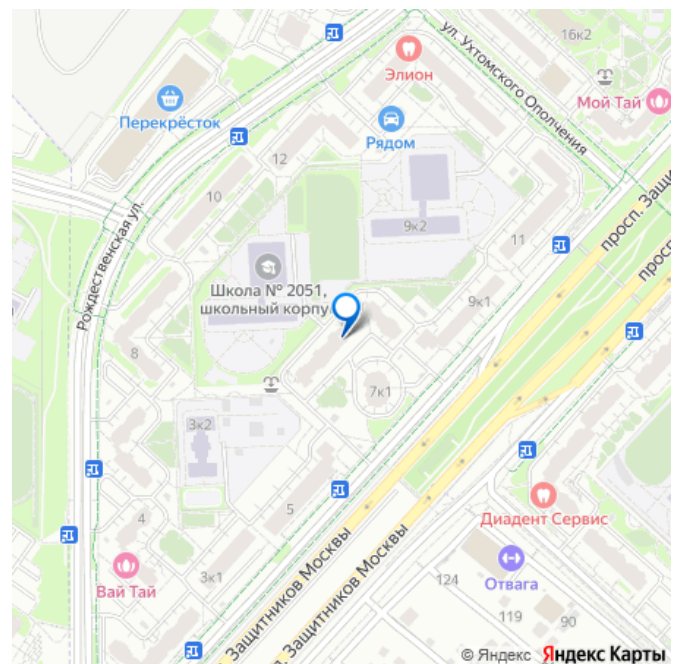 ул. Ухтомского Ополчения
16к2
Элион
Мой Тай
Перекрёсток
Рядом
12
10
9к2
11
просп. Защи
просп.
Рождественская ул.
Школа № 2051,
школьный корпу
9к1
8
7к1
3к2
5
4
Диадент Сервис
3к1
Вай Тай
Защитников Москвы
Защитников Москвы
124
Отвага
119
90
© Яндекс Яндекс Карты